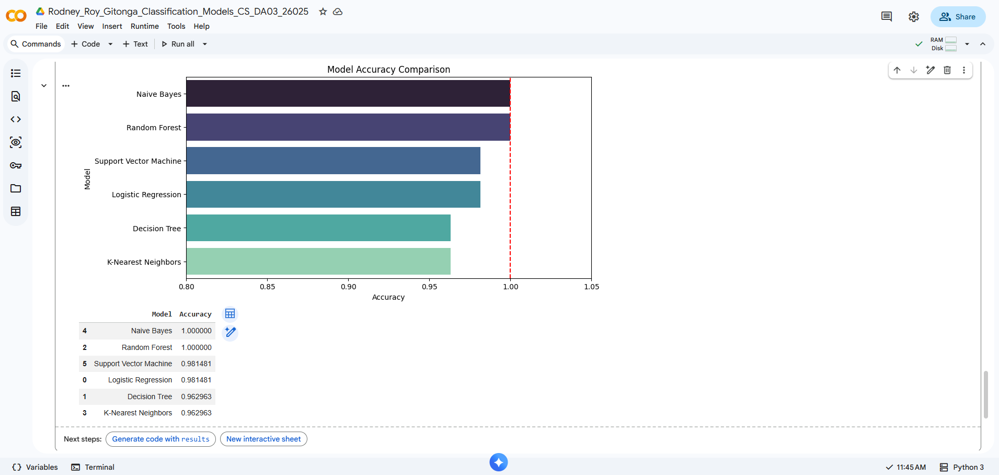 Rodney_Roy_Gitonga_Classification_Models_CS_DA03_26025
File Edit View Insert Runtime Tools Help
Share
Commands + Code + Text Run all
RAM
Disk
Model Accuracy Comparison
Naive Bayes
Random Forest
Support Vector Machine
Logistic Regression
Decision Tree
K-Nearest Neighbors
Model
0.80 0.85 0.90 0.95 1.00 1.05
Accuracy
Model Accuracy
4 Naive Bayes 1.000000
2 Random Forest 1.000000
5 Support Vector Machine 0.981481
0 Logistic Regression 0.981481
1 Decision Tree 0.962963
3 K-Nearest Neighbors 0.962963
Next steps: Generate code with results New interactive sheet
Variables Terminal 11:45 AM Python 3